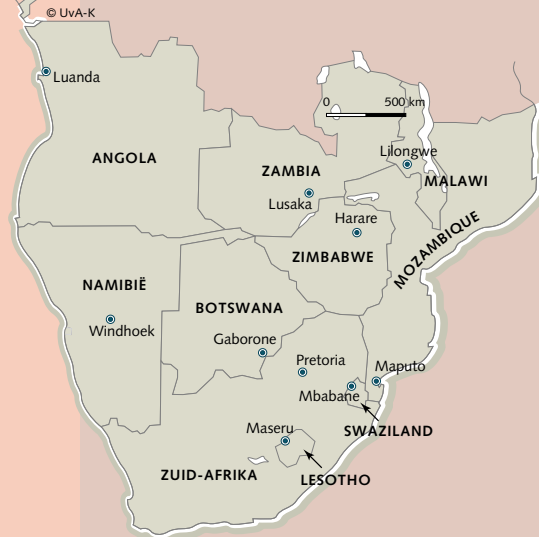 © UvA-K
Luanda
0 500 km
Lilongwe
ANGOLA
ZAMBIA
MALAWI
Lusaka
Harare
MOZAMBIQUE
ZIMBABWE
NAMIBIË
BOTSWANA
Windhoek
Gaborone
Pretoria
Maputo
Mbabane
Maseru
SWAZILAND
ZUID-AFRIKA
LESOTHO